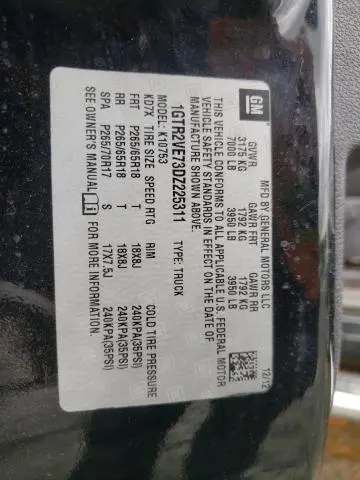 GM
MFD BY GENERAL MOTORS LLC 12/12
GVWR GAWR FRT GAWR RR
3175 KG 1792 KG 1792 KG
7000 LB 3950 LB 3950 LB
THIS VEHICLE CONFORMS TO ALL APPLICABLE U.S. FEDERAL MOTOR
VEHICLE SAFETY STANDARDS IN EFFECT ON THE DATE OF
MANUFACTURE SHOWN ABOVE.
1GTR2VE73DZ225311 TYPE: TRUCK
MODEL: K10753
KD7X TIRE SIZE SPEED RTG RIM COLD TIRE PRESSURE
FRT P265/65R18 T 18X8J 240KPA(35PSI)
RR P265/65R18 T 18X8J 240KPA(35PSI)
SPA P265/70R17 S 17X7.5J 240KPA(35PSI)
SEE OWNER'S MANUAL i FOR MORE INFORMATION.